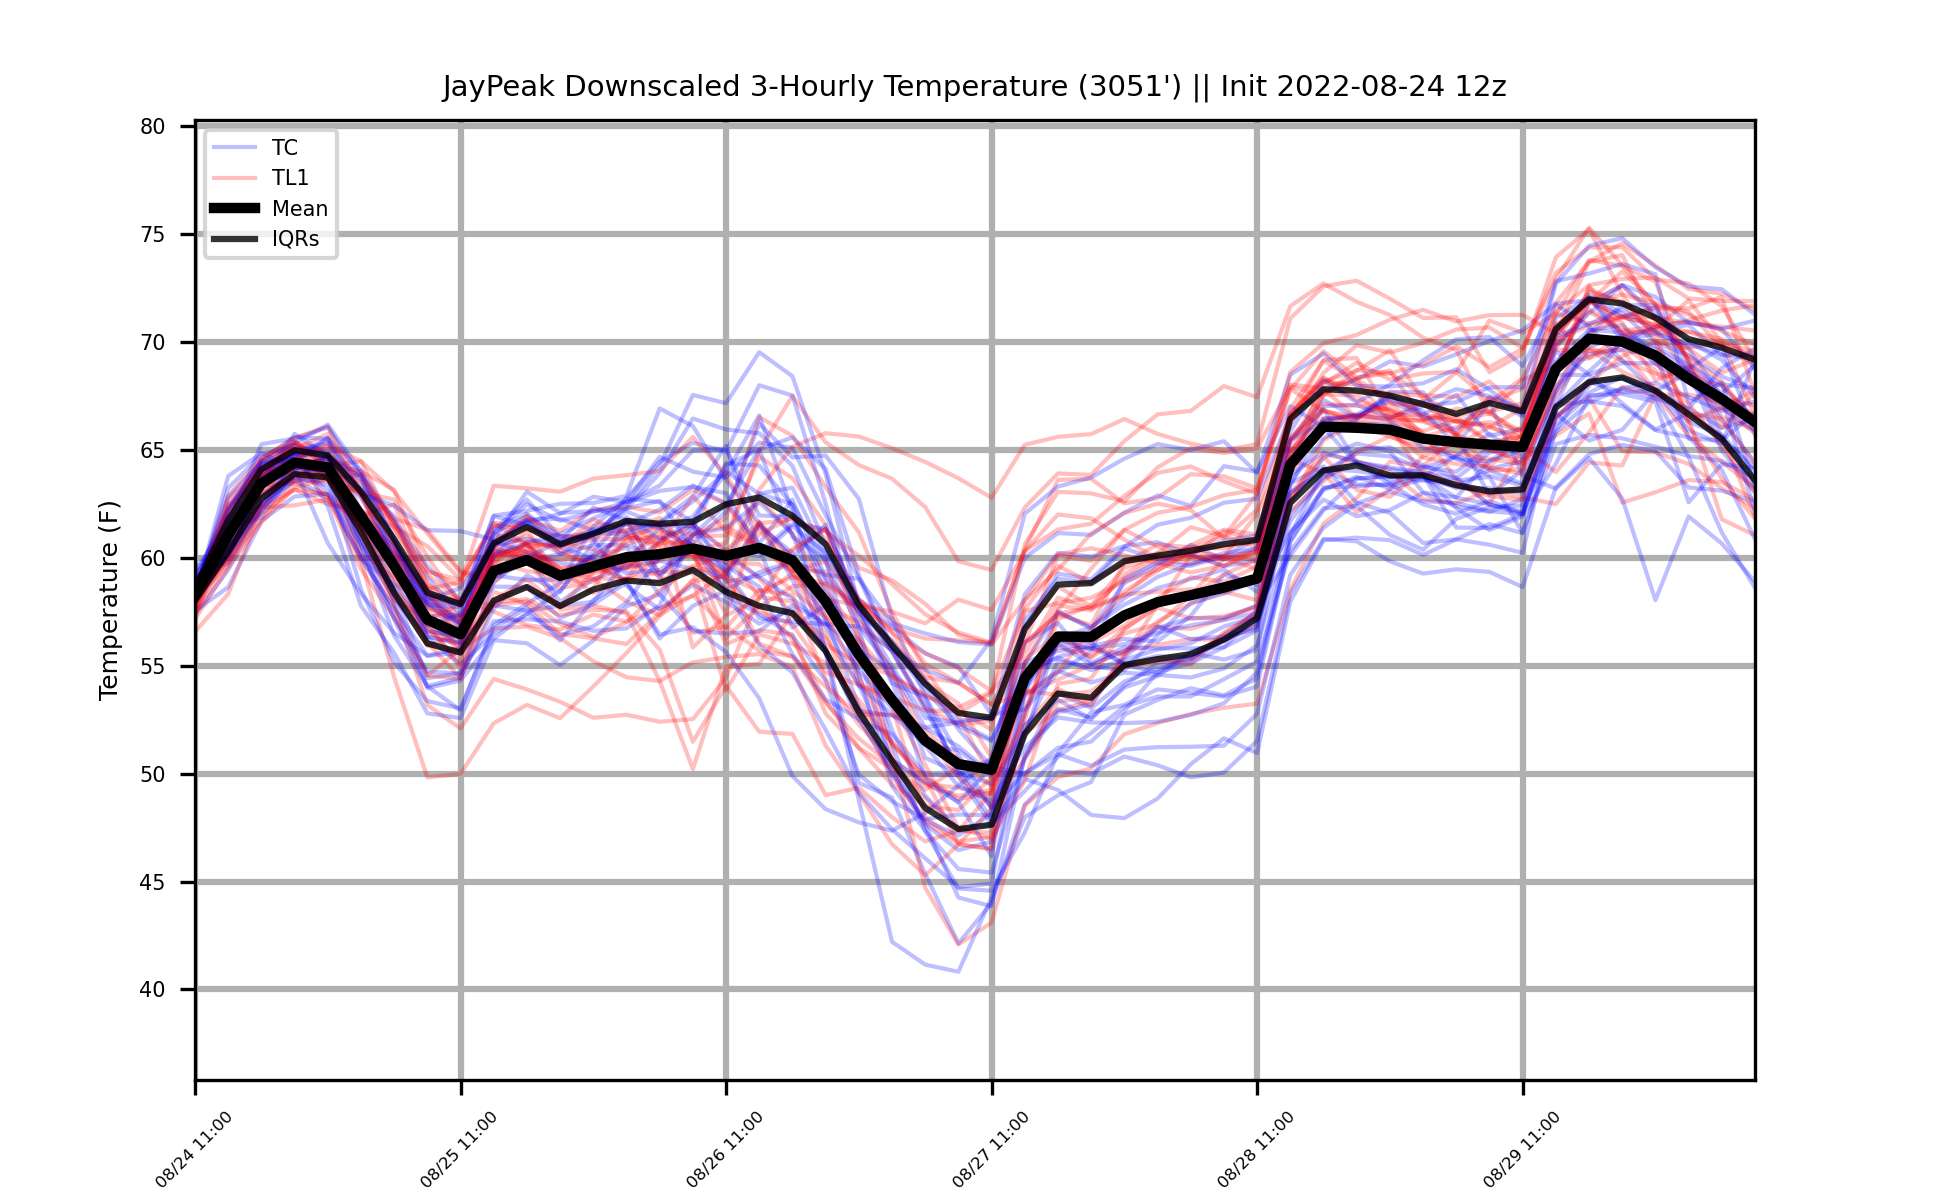 JayPeak Downscaled 3-Hourly Temperature (3051') || Init 2022-08-24 12z
80
75
70
65
60
55
50
45
40
Temperature (F)
TC
TL1
Mean
IQRs
08/24 11:00
08/25 11:00
08/26 11:00
08/27 11:00
08/28 11:00
08/29 11:00